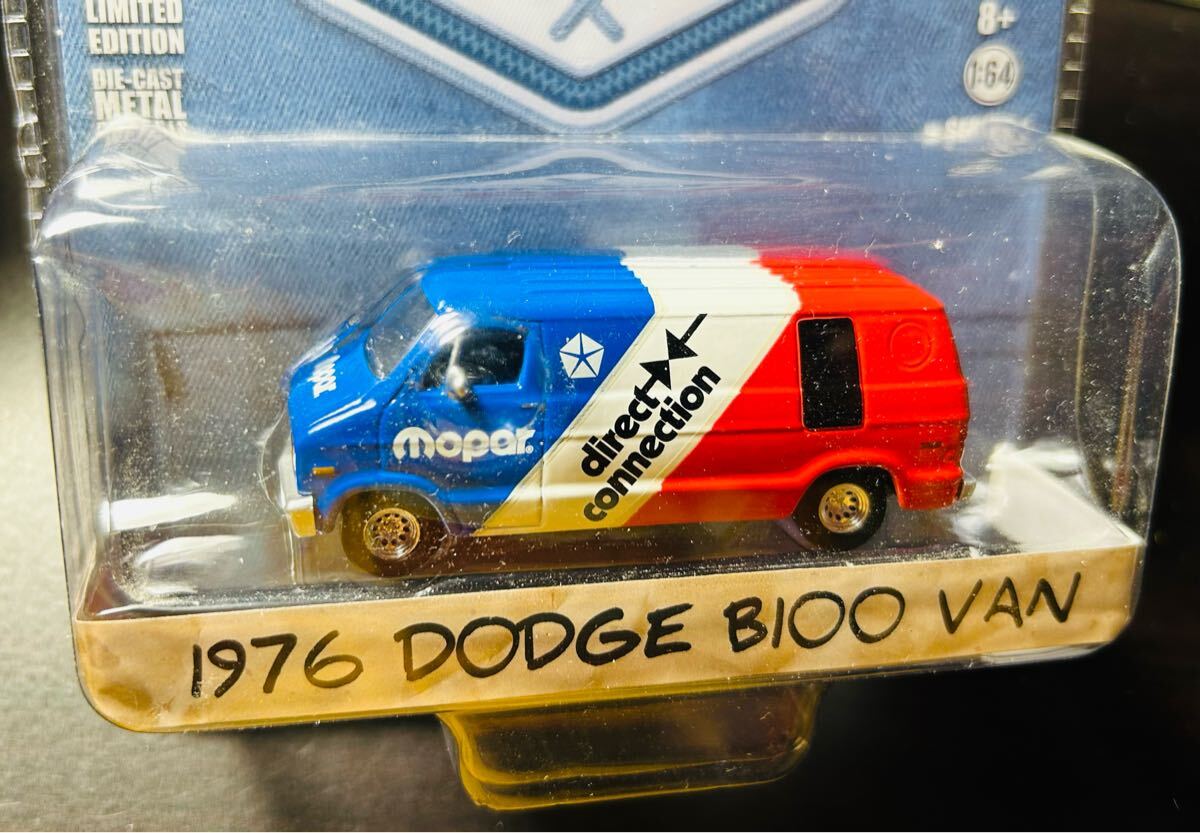 LIMITED
EDITION
DIE-CAST
METAL
8+
1:64
mopar
mopar.
direct
connection
1976 DODGE B100 VAN